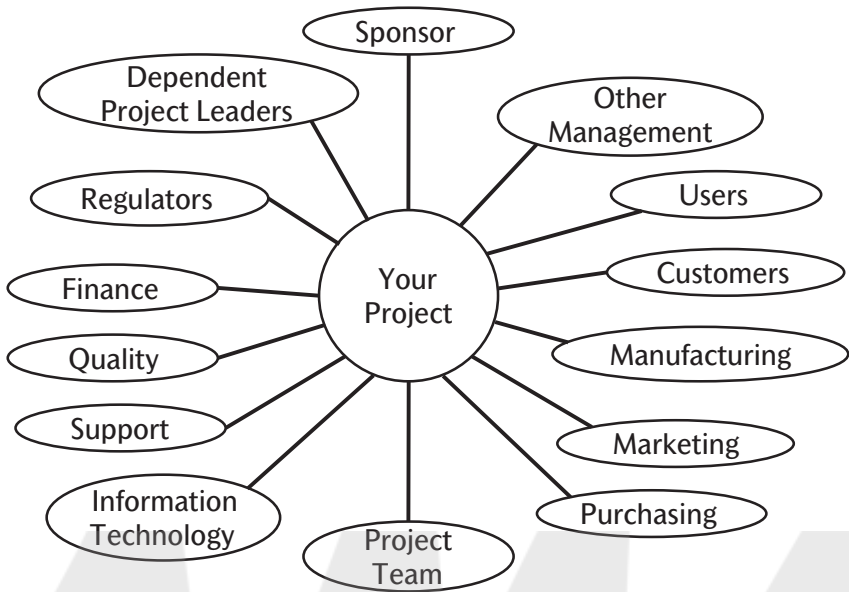 Sponsor
Dependent
Project Leaders
Other
Management
Regulators
Users
Your
Project
Finance
Customers
Quality
Manufacturing
Support
Marketing
Information
Technology
Purchasing
Project
Team